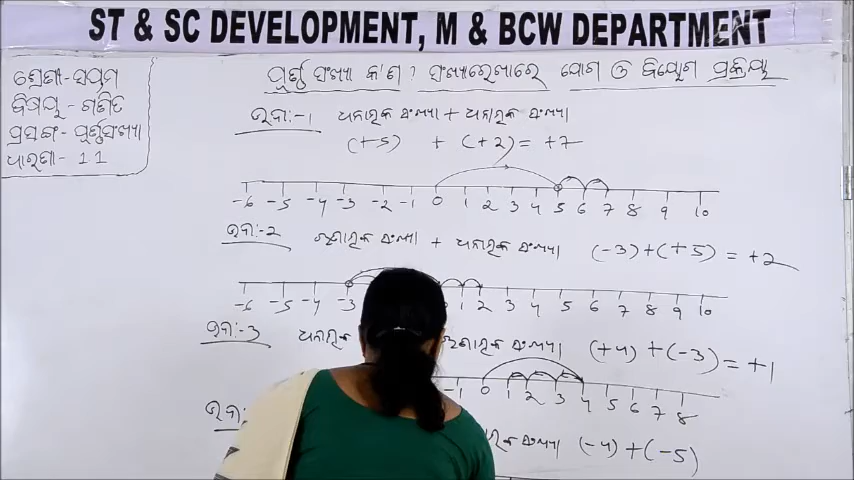 ST & SC DEVELOPMENT, M & BCW DEPARTMENT
ଶ୍ରେଣୀ-ସପ୍ତମ
ବିଷୟ - ଗଣିତ
ପ୍ରସଙ୍ଗ- ପୂର୍ଣ୍ଣସଂଖ୍ୟା
ଧାରଣା- 11
ପୂର୍ଣ୍ଣ ସଂଖ୍ୟା କ'ଣ ? ସଂଖ୍ୟାରେଖାରେ ଯୋଗ ଓ ବିୟୋଗ ପ୍ରକ୍ରିୟା
ଉଦାଃ-1 ଧନାତ୍ମକ ସଂଖ୍ୟା + ଧନାତ୍ମକ ସଂଖ୍ୟା
(+5) + (+2) = +7
-6 -5 -4 -3 -2 -1 0 1 2 3 4 5 6 7 8 9 10
ଉଦାଃ-2 ଋଣାତ୍ମକ ସଂଖ୍ୟା + ଧନାତ୍ମକ ସଂଖ୍ୟା (-3)+(+5) = +2
-6 -5 -4 -3 1 2 3 4 5 6 7 8 9 10
ଉଦାଃ-3 ଧନାତ୍ମକ ଋଣାତ୍ମକ ସଂଖ୍ୟା (+4) + (-3) = +1
-1 0 1 2 3 4 5 6 7 8
ସଂଖ୍ୟା (-4) + (-5)